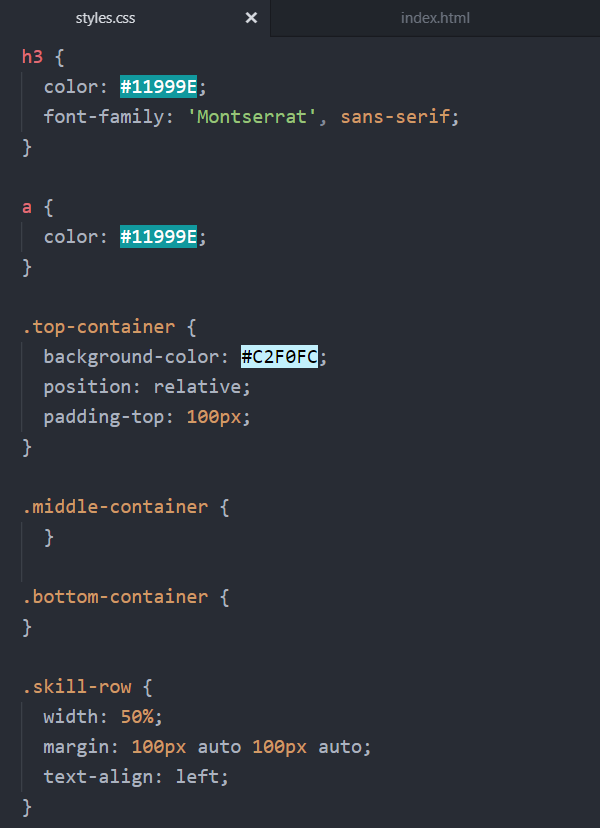 styles.css × index.html
h3 {
color: #11999E;
font-family: 'Montserrat', sans-serif;
}
a {
color: #11999E;
}
.top-container {
background-color: #C2F0FC;
position: relative;
padding-top: 100px;
}
.middle-container {
}
.bottom-container {
}
.skill-row {
width: 50%;
margin: 100px auto 100px auto;
text-align: left;
}